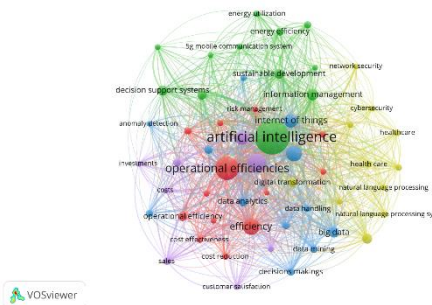 energy utilization
energy efficiency
5g mobile communication system
network security
sustainable development
decision support systems
information management
risk management
cybersecurity
internet of things
anomaly detection
artificial intelligence
healthcare
investments
operational efficiencies
health care
digital transformation
costs
natural language processing
data analytics
data handling
operational efficiency
natural language processing sy
efficiency
big data
cost effectiveness
data mining
sales
cost reduction
decisions makings
customer satisfaction
VOSviewer